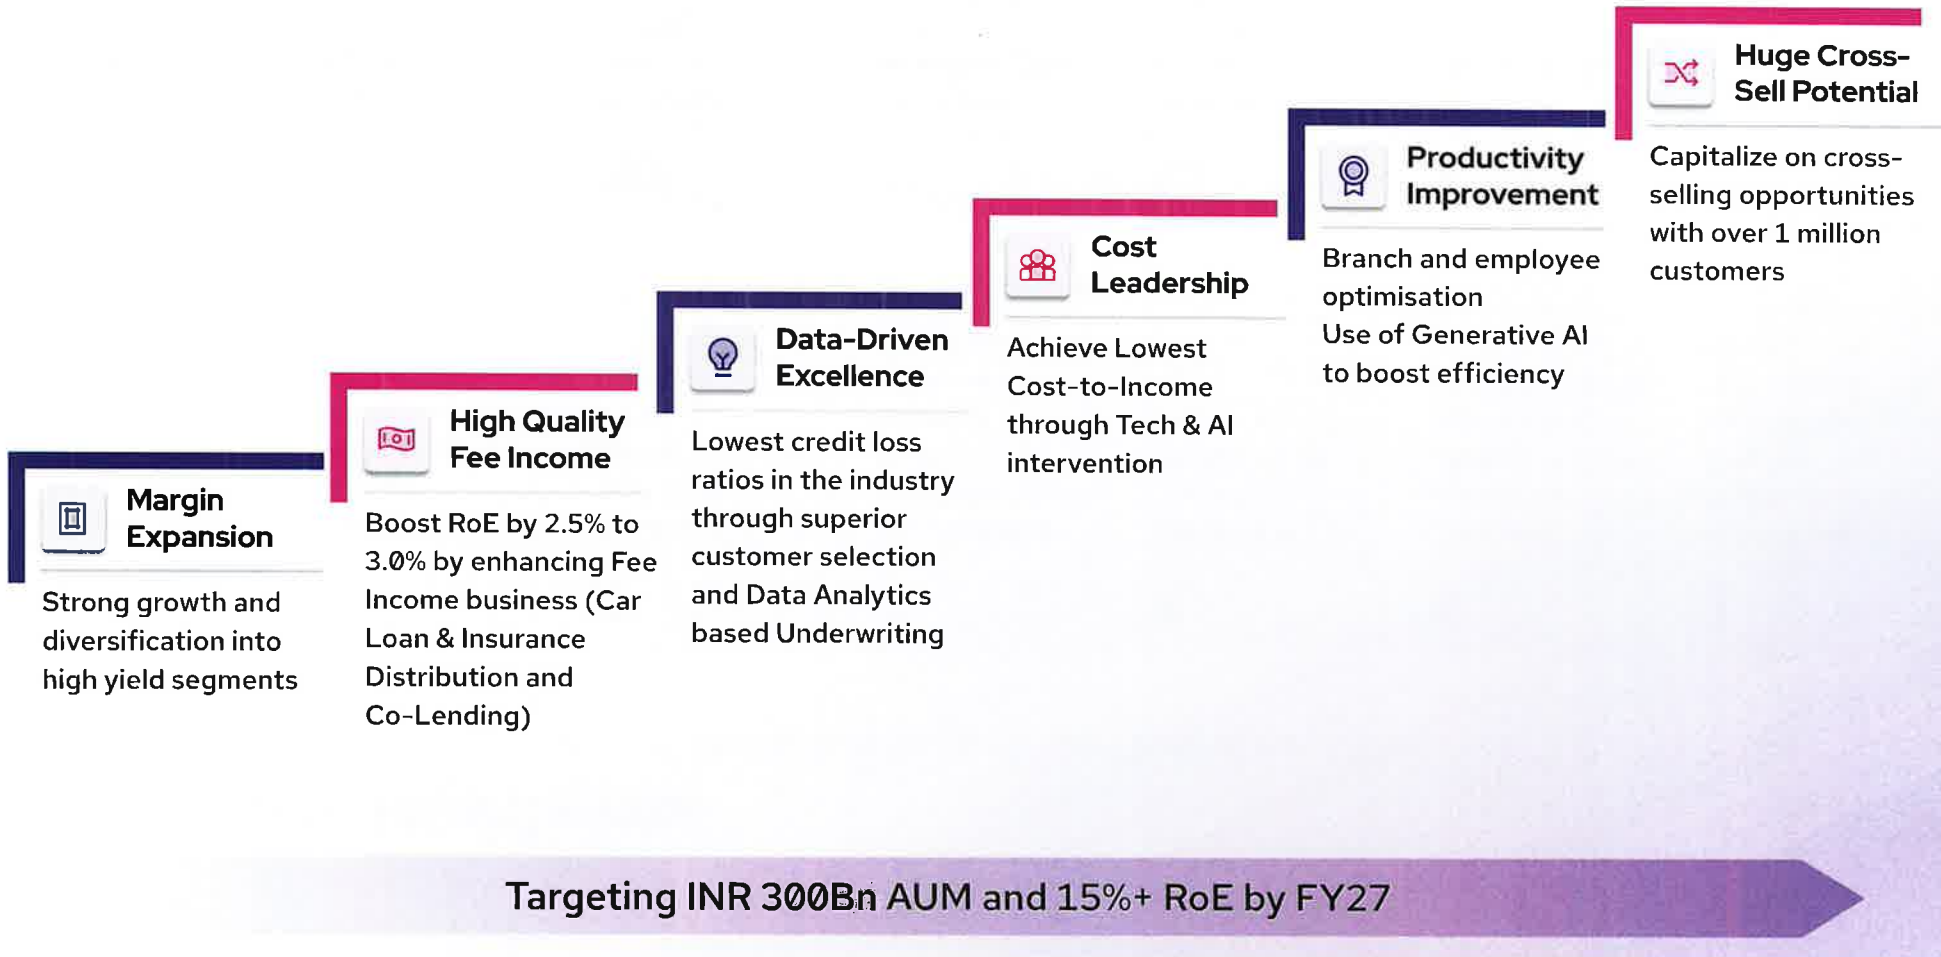 Margin
Expansion
Strong growth and
diversification into
high yield segments
High Quality
Fee Income
Boost RoE by 2.5% to
3.0% by enhancing Fee
Income business (Car
Loan & Insurance
Distribution and
Co-Lending)
Data-Driven
Excellence
Lowest credit loss
ratios in the industry
through superior
customer selection
and Data Analytics
based Underwriting
Cost
Leadership
Achieve Lowest
Cost-to-Income
through Tech & AI
intervention
Productivity
Improvement
Branch and employee
optimisation
Use of Generative AI
to boost efficiency
Huge Cross-
Sell Potential
Capitalize on cross-
selling opportunities
with over 1 million
customers
Targeting INR 300Bn AUM and 15%+ RoE by FY27